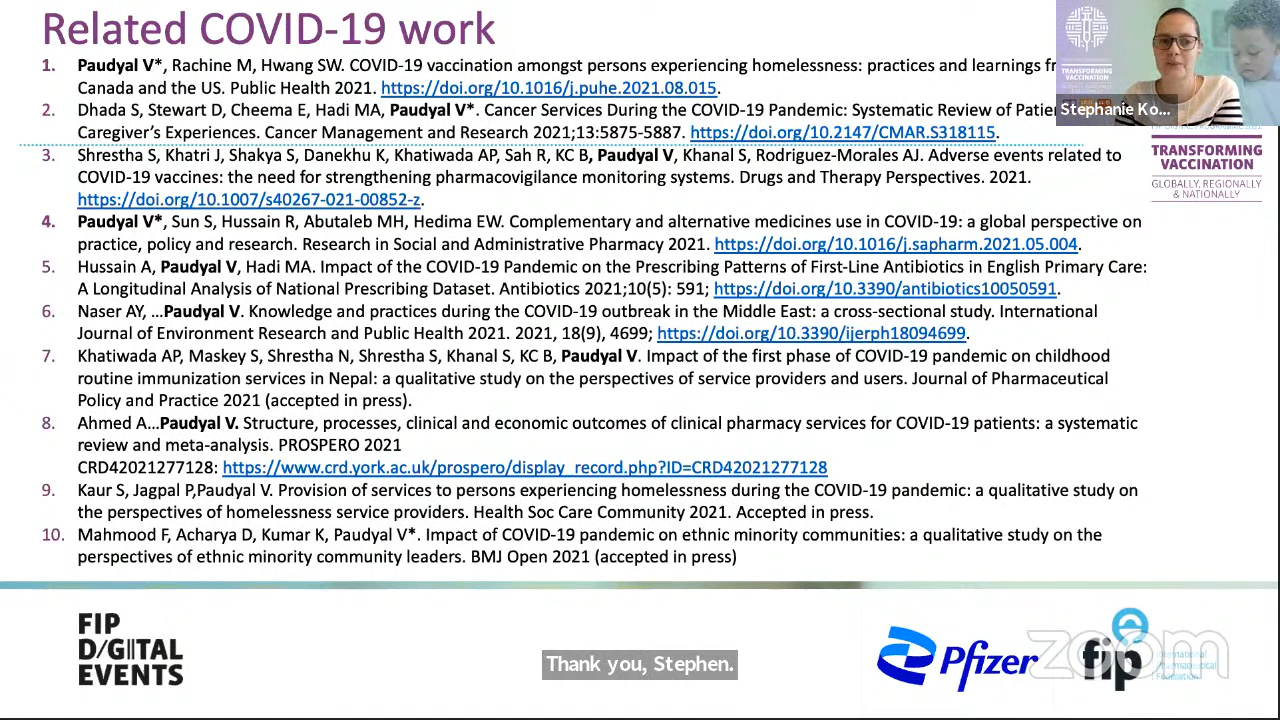 Related COVID-19 work
1. Paudyal V*, Rachine M, Hwang SW. COVID-19 vaccination amongst persons experiencing homelessness: practices and learnings
Canada and the US. Public Health 2021. https://doi.org/10.1016/j.puhe.2021.08.015.
2. Dhada S, Stewart D, Cheema E, Hadi MA, Paudyal V*. Cancer Services During the COVID-19 Pandemic: Systematic Review of
Caregiver's Experiences. Cancer Management and Research 2021;13:5875-5887. https://doi.org/10.2147/CMAR.S318115.
3. Shrestha S, Khatri J, Shakya S, Danekhu K, Khatiwada AP, Sah R, KC B, Paudyal V, Khanal S, Rodriguez-Morales AJ. Adverse events related to
COVID-19 vaccines: the need for strengthening pharmacovigilance monitoring systems. Drugs and Therapy Perspectives. 2021.
https://doi.org/10.1007/s40267-021-00852-z.
4. Paudyal V*, Sun S, Hussain R, Abutaleb MH, Hedima EW. Complementary and alternative medicines use in COVID-19: a global perspective on
practice, policy and research. Research in Social and Administrative Pharmacy 2021. https://doi.org/10.1016/j.sapharm.2021.05.004.
5. Hussain A, Paudyal V, Hadi MA. Impact of the COVID-19 Pandemic on the Prescribing Patterns of First-Line Antibiotics in English Primary Care:
A Longitudinal Analysis of National Prescribing Dataset. Antibiotics 2021;10(5): 591; https://doi.org/10.3390/antibiotics10050591.
6. Naser AY, …Paudyal V. Knowledge and practices during the COVID-19 outbreak in the Middle East: a cross-sectional study. International
Journal of Environment Research and Public Health 2021. 2021, 18(9), 4699; https://doi.org/10.3390/ijerph18094699.
7. Khatiwada AP, Maskey S, Shrestha N, Shrestha S, Khanal S, KC B, Paudyal V. Impact of the first phase of COVID-19 pandemic on childhood
routine immunization services in Nepal: a qualitative study on the perspectives of service providers and users. Journal of Pharmaceutical
Policy and Practice 2021 (accepted in press).
8. Ahmed A…Paudyal V. Structure, processes, clinical and economic outcomes of clinical pharmacy services for COVID-19 patients: a systematic
review and meta-analysis. PROSPERO 2021
CRD42021277128: https://www.crd.york.ac.uk/prospero/display_record.php?ID=CRD42021277128
9. Kaur S, Jagpal P,Paudyal V. Provision of services to persons experiencing homelessness during the COVID-19 pandemic: a qualitative study on
the perspectives of homelessness service providers. Health Soc Care Community 2021. Accepted in press.
10. Mahmood F, Acharya D, Kumar K, Paudyal V*. Impact of COVID-19 pandemic on ethnic minority communities: a qualitative study on the
perspectives of ethnic minority community leaders. BMJ Open 2021 (accepted in press)
TRANSFORMING
VACCINATION
Stephanie Ko...
TRANSFORMING
VACCINATION
GLOBALLY, REGIONALLY
& NATIONALLY
FIP
D/GITAL
EVENTS
Thank you, Stephen.
Pfizer
fip
zoom